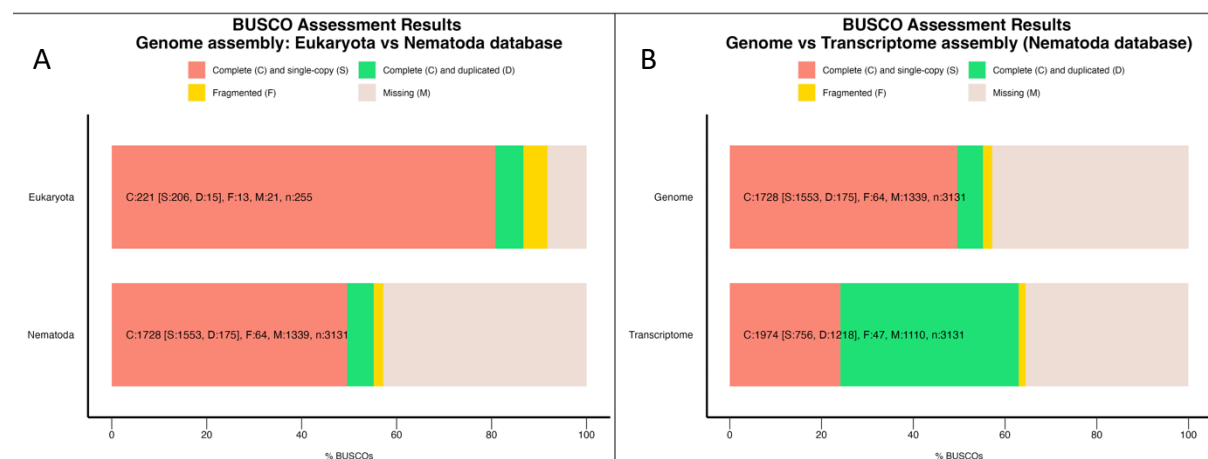 A
BUSCO Assessment Results
Genome assembly: Eukaryota vs Nematoda database
Complete (C) and single-copy (S)
Complete (C) and duplicated (D)
Fragmented (F)
Missing (M)
Eukaryota
C:221 [S:206, D:15], F:13, M:21, n:255
Nematoda
C:1728 [S:1553, D:175], F:64, M:1339, n:3131
0 20 40 60 80 100
% BUSCOs
B
BUSCO Assessment Results
Genome vs Transcriptome assembly (Nematoda database)
Complete (C) and single-copy (S)
Complete (C) and duplicated (D)
Fragmented (F)
Missing (M)
Genome
C:1728 [S:1553, D:175], F:64, M:1339, n:3131
Transcriptome
C:1974 [S:756, D:1218], F:47, M:1110, n:3131
0 20 40 60 80 100
% BUSCOs